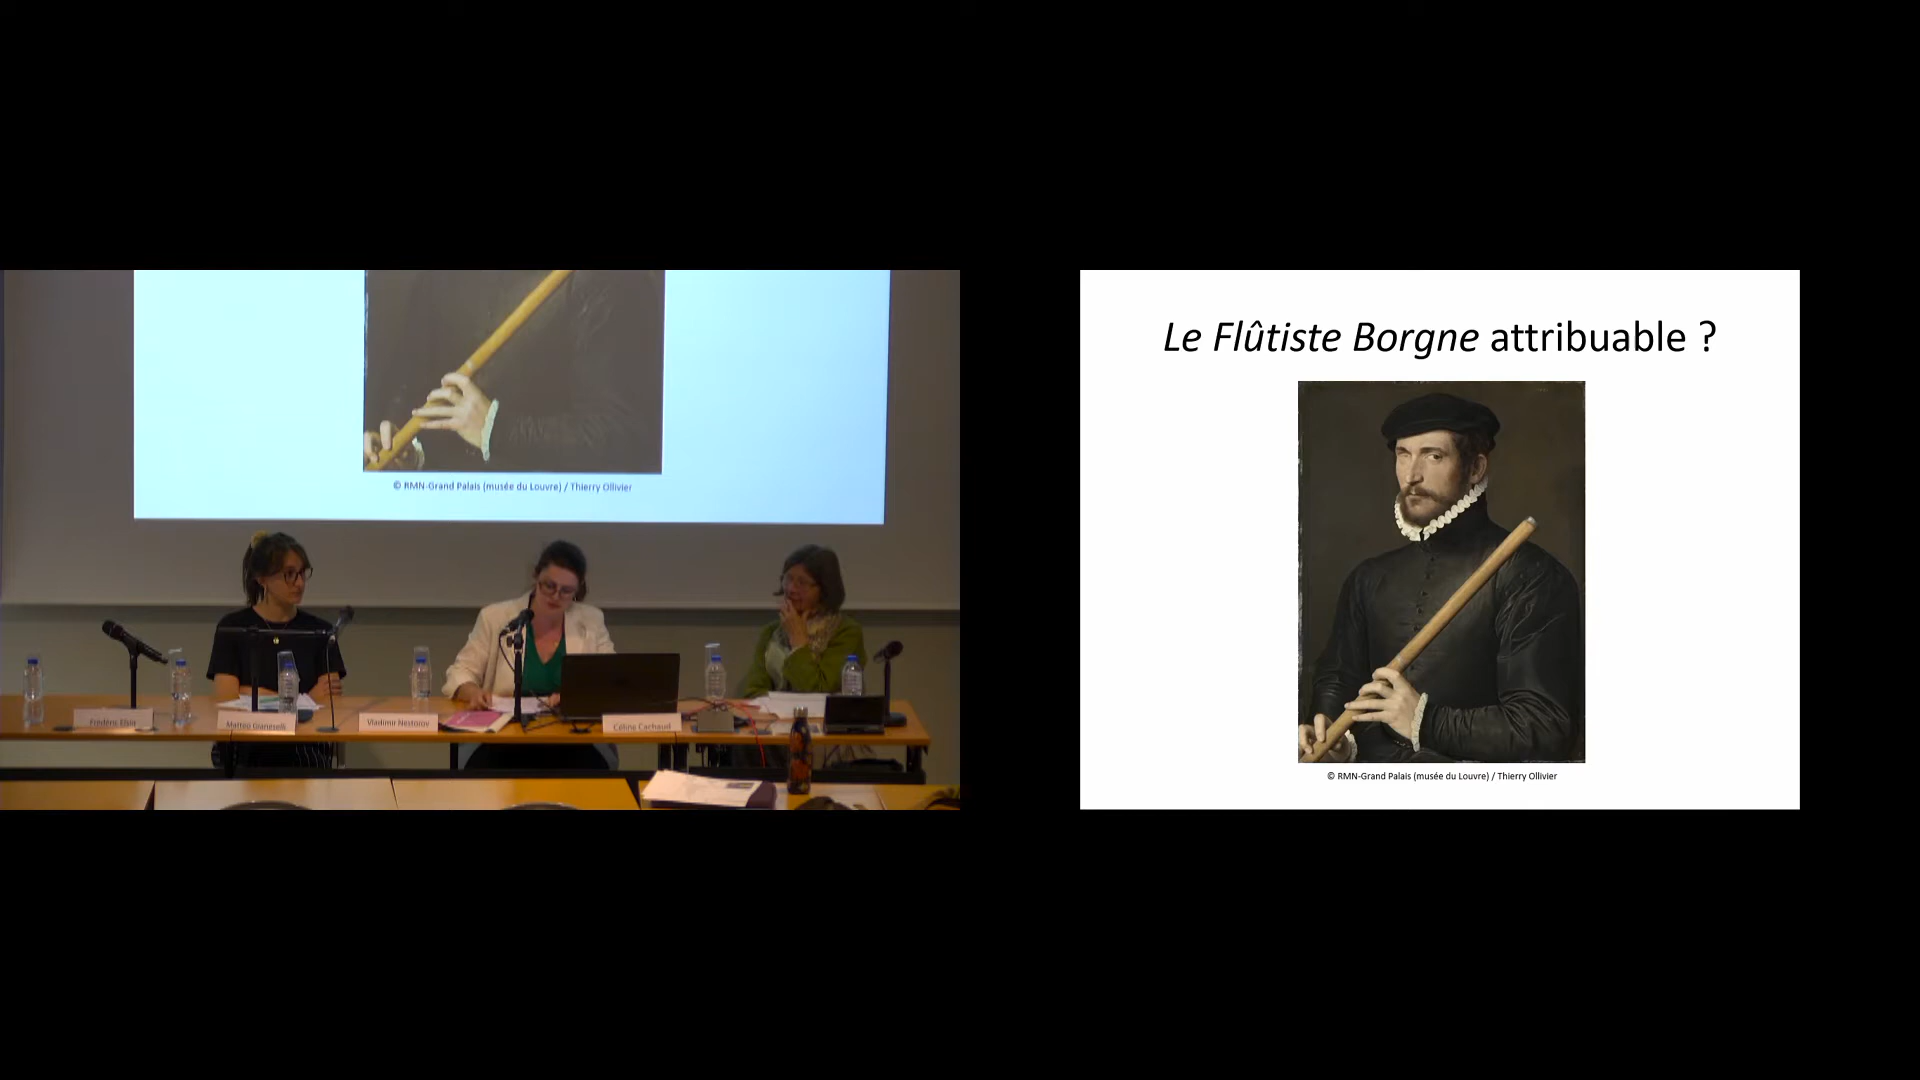 © RMN-Grand Palais (musée du Louvre) / Thierry Ollivier
Frédéric Elsig
Matteo Gianeselli
Vladimir Nestorov
Céline Cachaud
Le Flûtiste Borgne attribuable ?
© RMN-Grand Palais (musée du Louvre) / Thierry Ollivier